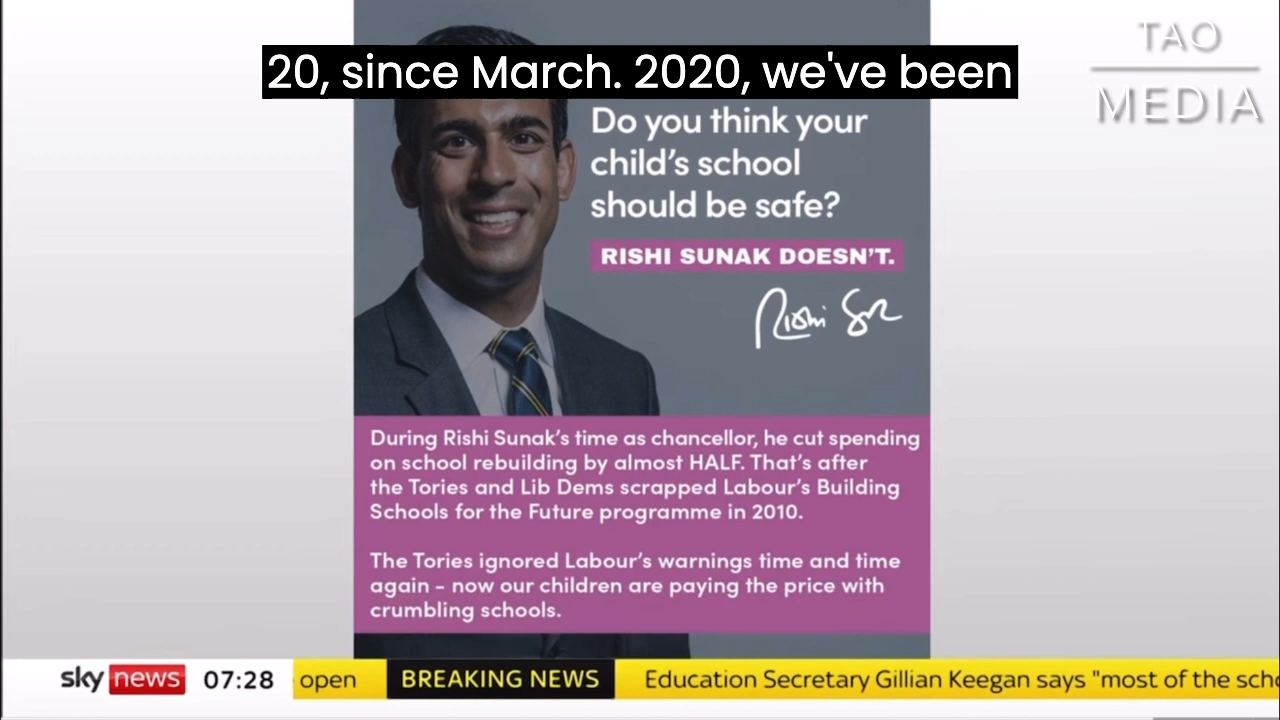 20, since March. 2020, we've been
TAO
MEDIA
Do you think your
child's school
should be safe?
RISHI SUNAK DOESN'T.
Rishi Sunak
During Rishi Sunak's time as chancellor, he cut spending
on school rebuilding by almost HALF. That's after
the Tories and Lib Dems scrapped Labour's Building
Schools for the Future programme in 2010.
The Tories ignored Labour's warnings time and time
again - now our children are paying the price with
crumbling schools.
sky news 07:28 open BREAKING NEWS Education Secretary Gillian Keegan says "most of the scho